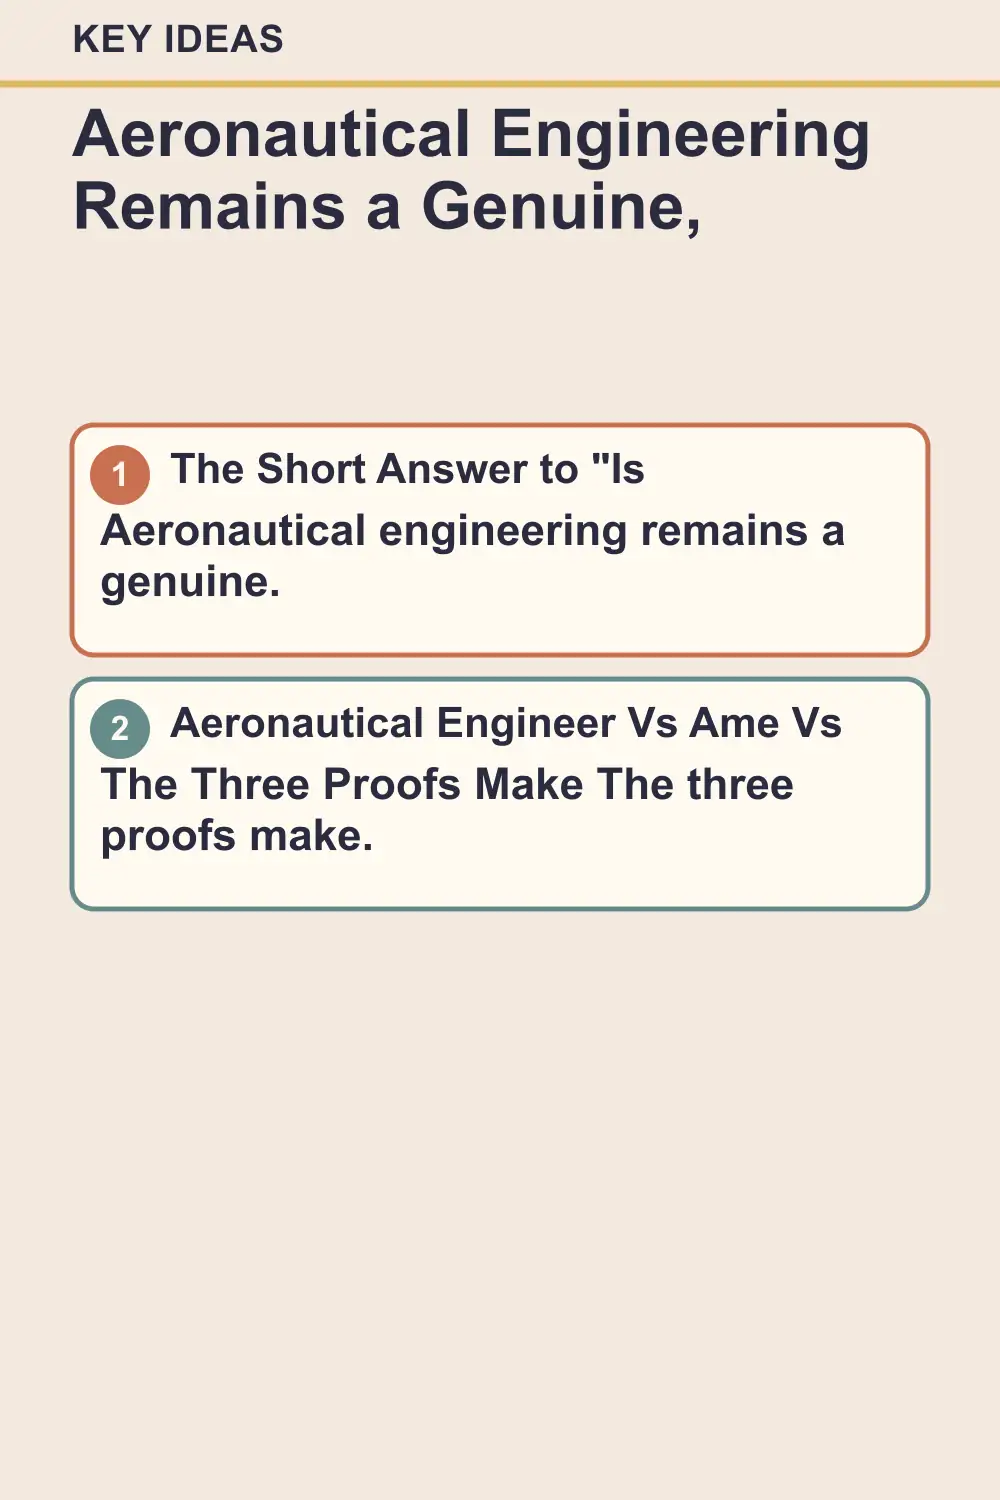 KEY IDEAS
Aeronautical Engineering
Remains a Genuine,
1 The Short Answer to "Is
Aeronautical engineering remains a
genuine.
2 Aeronautical Engineer Vs Ame Vs
The Three Proofs Make The three
proofs make.